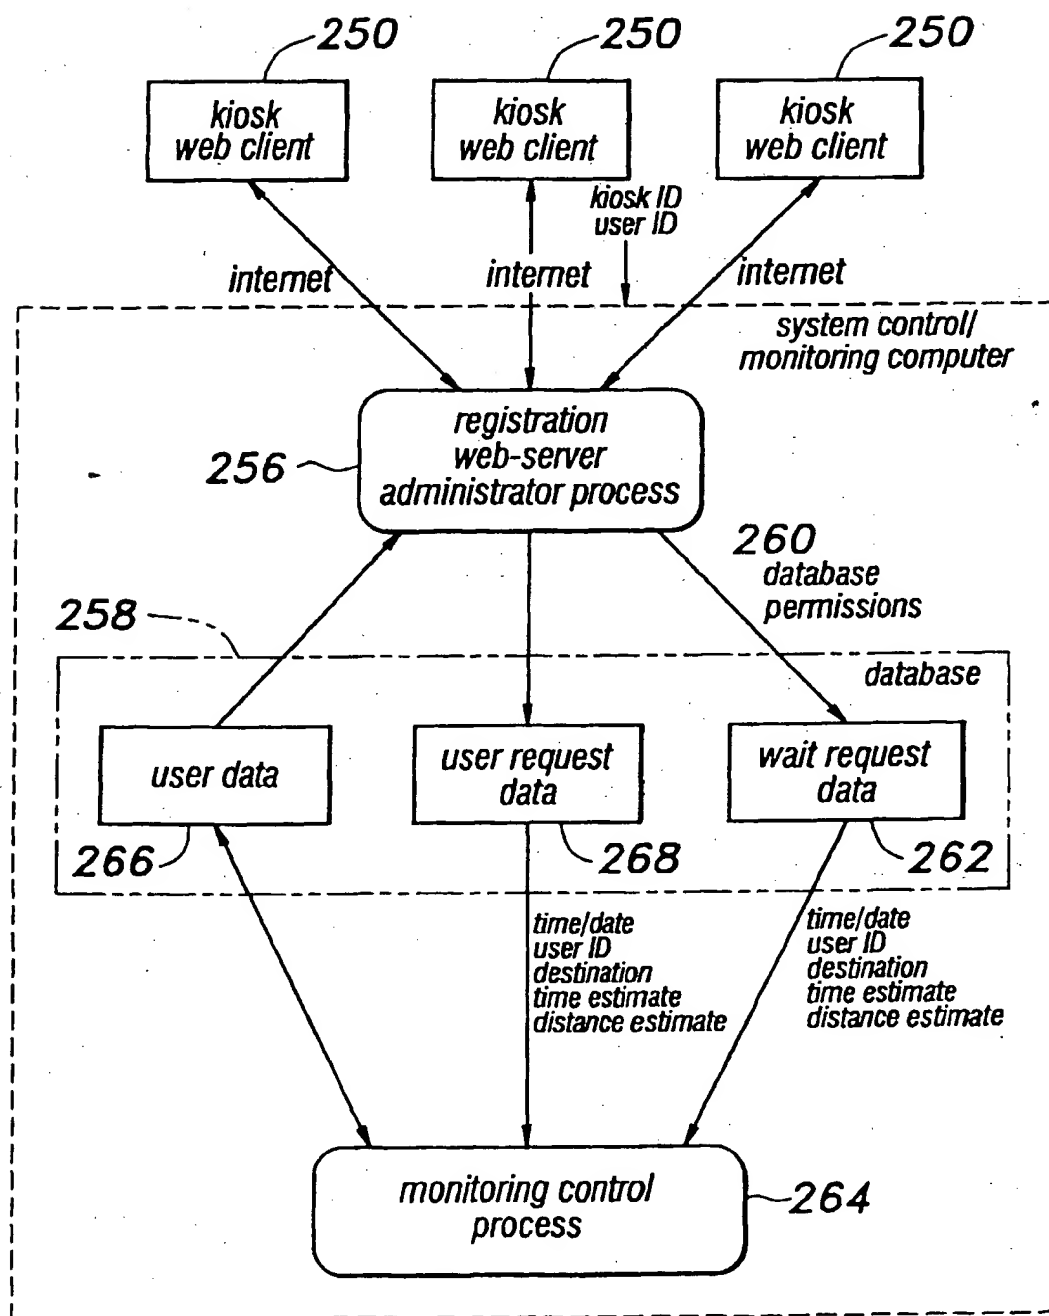 250
250
250
kiosk
web client
kiosk
web client
kiosk
web client
kiosk ID
user ID
internet
internet
internet
system control/
monitoring computer
registration
web-server
administrator process
256
260
database
permissions
258
database
user data
user request
data
wait request
data
266
268
262
time/date
user ID
destination
time estimate
distance estimate
time/date
user ID
destination
time estimate
distance estimate
monitoring control
process
264